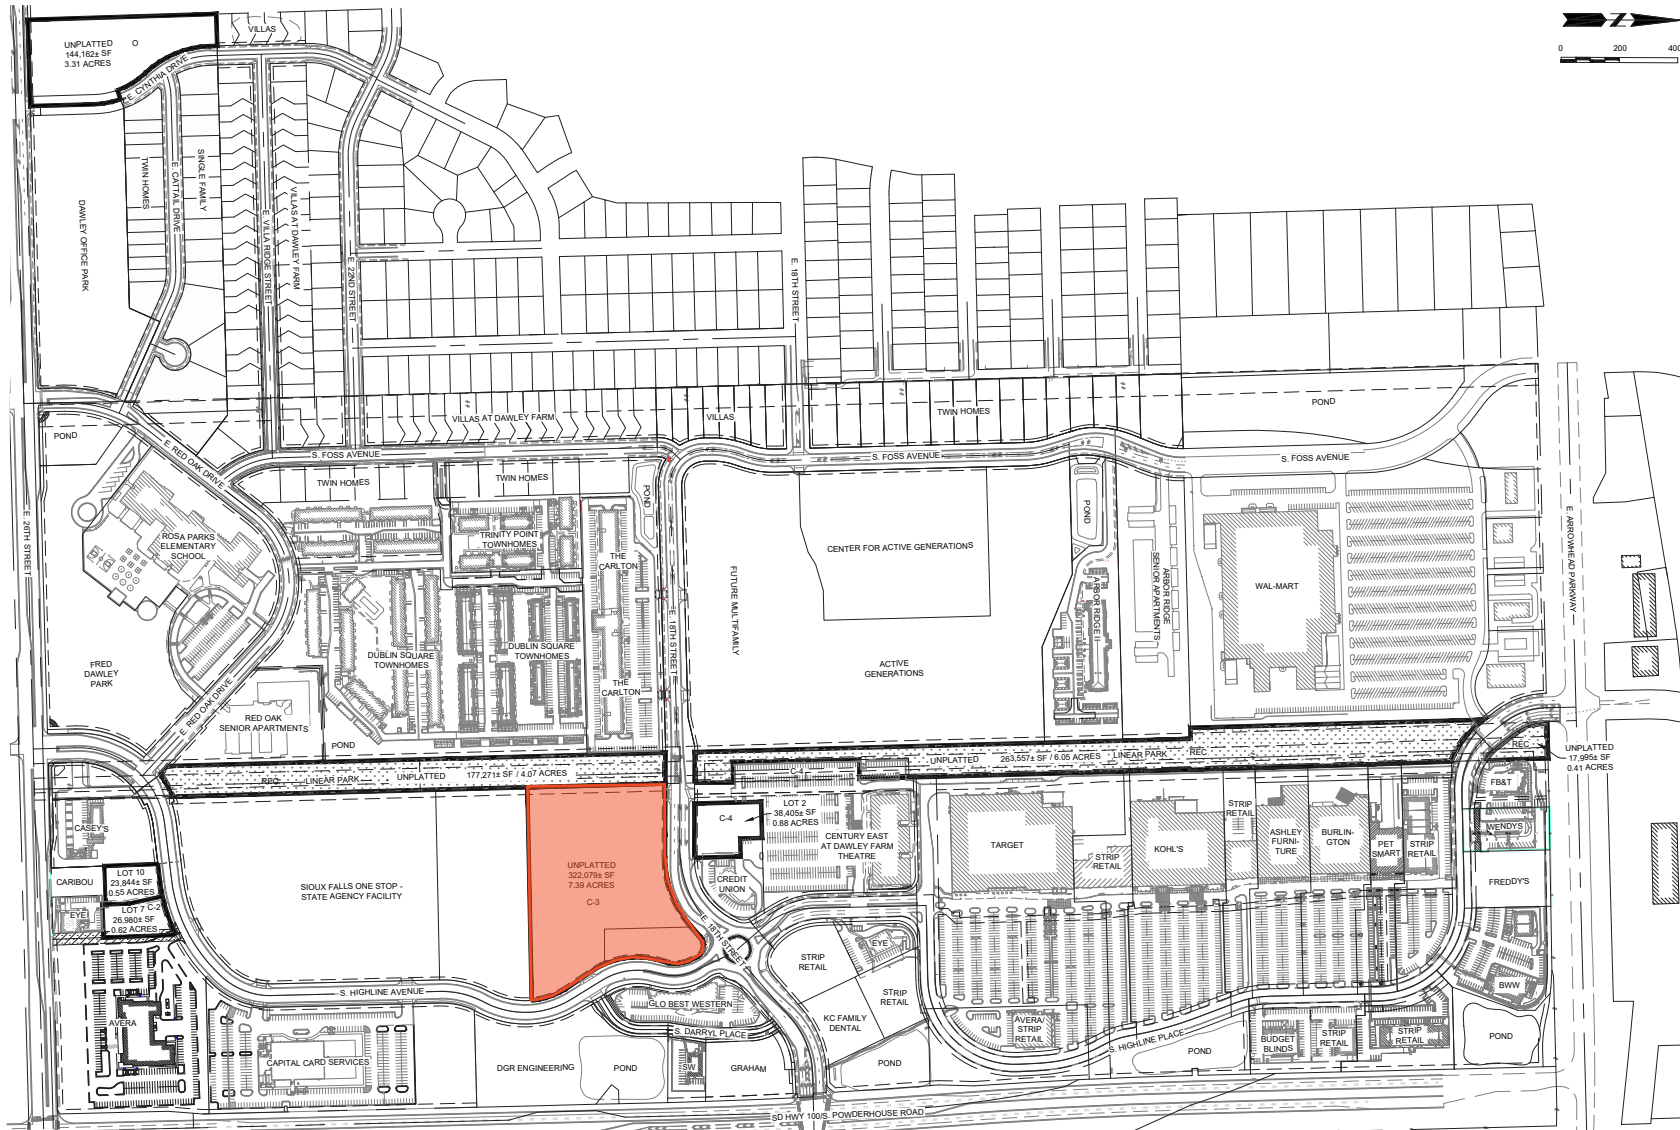 VILLAS
UNPLATTED
144,162± SF
3.31 ACRES
O
E. CYNTHIA DRIVE
N
0 200 400
TWIN HOMES
E. CATTAIL DRIVE
SINGLE FAMILY
DAWLEY OFFICE PARK
E. VILLA RIDGE STREET
VILLAS AT DAWLEY FARM
E. 22ND STREET
E. 18TH STREET
VILLAS AT DAWLEY FARM
VILLAS
TWIN HOMES
POND
POND
E. RED OAK DRIVE
S. FOSS AVENUE
S. FOSS AVENUE
S. FOSS AVENUE
TWIN HOMES
TWIN HOMES
POND
POND
E. 26TH STREET
E. ARROWHEAD PARKWAY
ROSA PARKS
ELEMENTARY
SCHOOL
TRINITY POINT
TOWNHOMES
THE
CARLTON
FUTURE MULTIFAMILY
CENTER FOR ACTIVE GENERATIONS
ARBOR RIDGE II
ARBOR RIDGE
SENIOR APARTMENTS
WAL-MART
E. 18TH STREET
FRED
DAWLEY
PARK
DUBLIN SQUARE
TOWNHOMES
DUBLIN SQUARE
TOWNHOMES
THE
CARLTON
ACTIVE
GENERATIONS
E. RED OAK DRIVE
RED OAK
SENIOR APARTMENTS
POND
REC LINEAR PARK UNPLATTED 177,271± SF / 4.07 ACRES
UNPLATTED 263,557± SF / 6.05 ACRES LINEAR PARK REC
REC
UNPLATTED
17,995± SF
0.41 ACRES
C-4
FB&T
CASEY'S
C-4
LOT 2
38,405± SF
0.88 ACRES
CENTURY EAST
AT DAWLEY FARM
THEATRE
TARGET
STRIP
RETAIL
KOHL'S
STRIP
RETAIL
ASHLEY
FURNI-
TURE
BURLIN-
GTON
PET
SMART
STRIP
RETAIL
WENDYS
CARIBOU
LOT 10
23,844± SF
0.55 ACRES
LOT 7 C-2
26,980± SF
0.62 ACRES
EYE
SIOUX FALLS ONE STOP -
STATE AGENCY FACILITY
UNPLATTED
322,079± SF
7.39 ACRES
C-3
CREDIT
UNION
FREDDY'S
E. 18TH STREET
EYE
STRIP
RETAIL
STRIP
RETAIL
BWW
S. HIGHLINE AVENUE
GLO BEST WESTERN
S. DARRYL PLACE
KC FAMILY
DENTAL
AVERA/
STRIP
RETAIL
S. HIGHLINE PLACE
BUDGET
BLINDS
STRIP
RETAIL
STRIP
RETAIL
POND
AVERA
CAPITAL CARD SERVICES
DGR ENGINEERING
POND
SW
GRAHAM
POND
POND
SD HWY 100/S. POWDERHOUSE ROAD